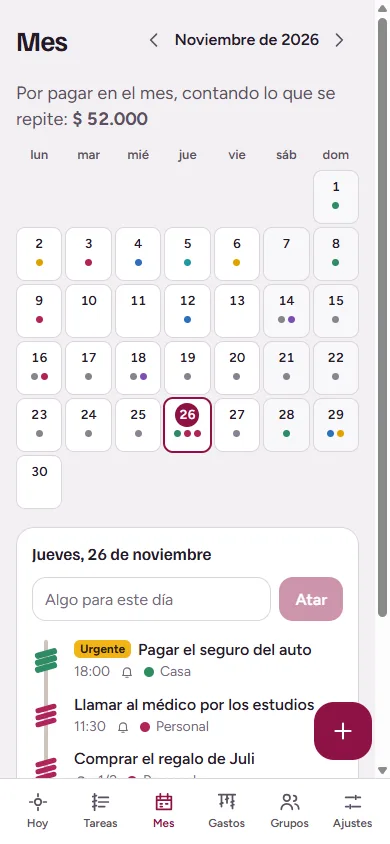 Mes
Noviembre de 2026
Por pagar en el mes, contando lo que se
repite: $ 52.000
lun mar mié jue vie sáb dom
1
2 3 4 5 6 7 8
9 10 11 12 13 14 15
16 17 18 19 20 21 22
23 24 25 26 27 28 29
30
Jueves, 26 de noviembre
Algo para este día
Atar
Urgente Pagar el seguro del auto
18:00 Casa
Llamar al médico por los estudios
11:30 Personal
Comprar el regalo de Juli
Hoy Tareas Mes Gastos Grupos Ajustes